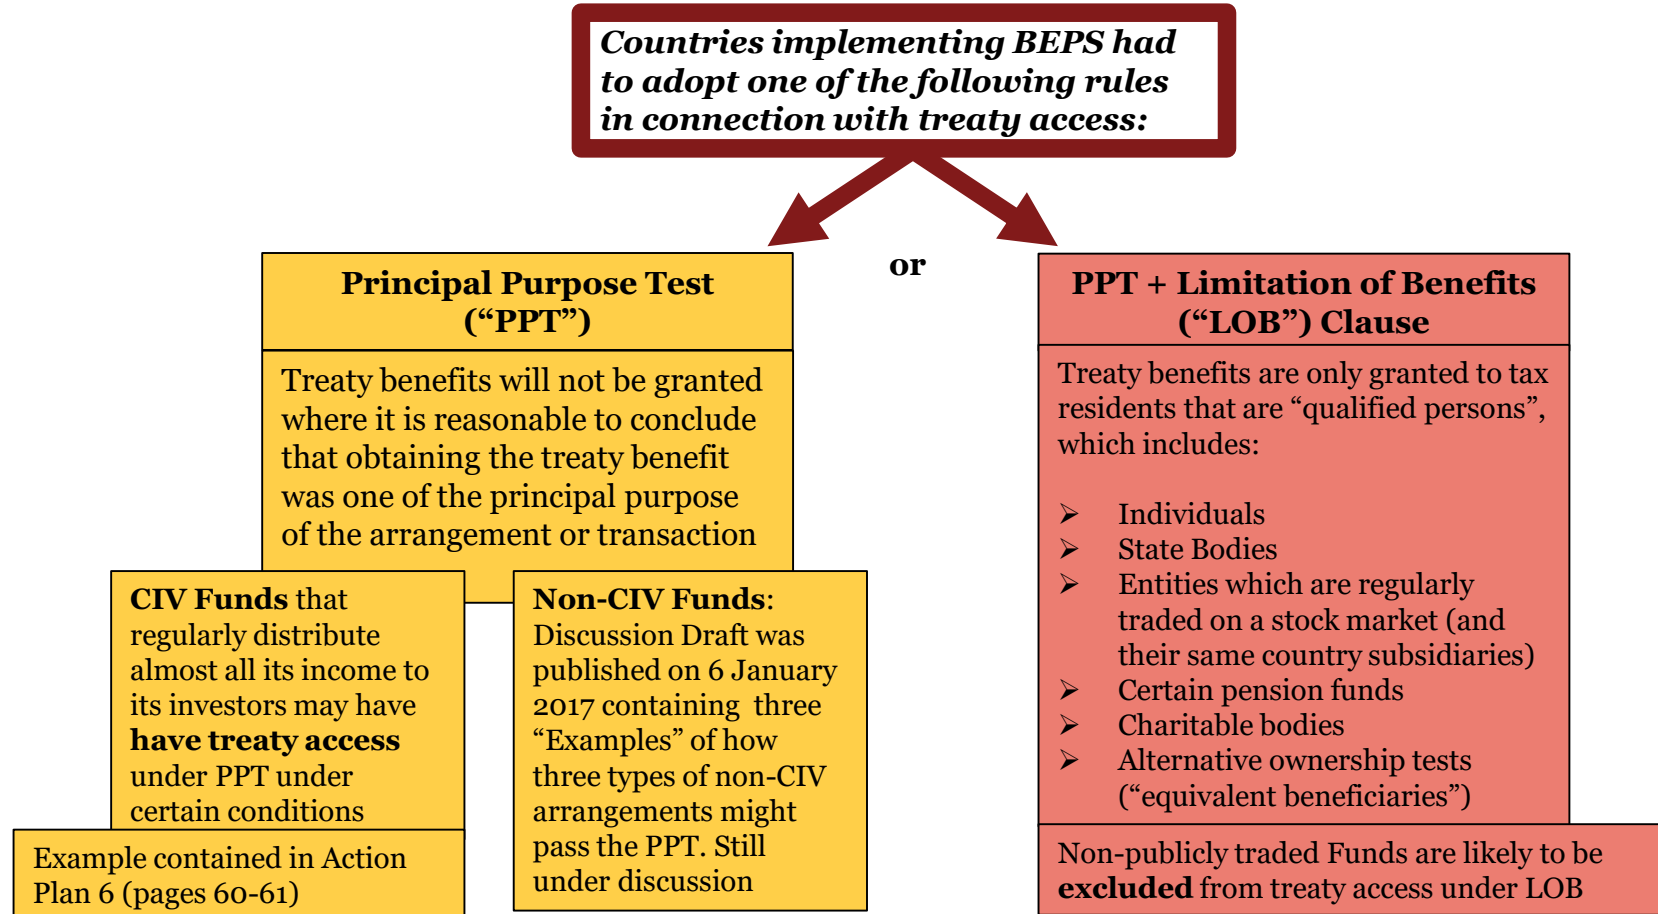 Countries implementing BEPS had
to adopt one of the following rules
in connection with treaty access:
or
Principal Purpose Test
(“PPT”)
Treaty benefits will not be granted
where it is reasonable to conclude
that obtaining the treaty benefit
was one of the principal purpose
of the arrangement or transaction
CIV Funds that
regularly distribute
almost all its income to
its investors may have
have treaty access
under PPT under
certain conditions
Example contained in Action
Plan 6 (pages 60-61)
Non-CIV Funds:
Discussion Draft was
published on 6 January
2017 containing three
“Examples” of how
three types of non-CIV
arrangements might
pass the PPT. Still
under discussion
PPT + Limitation of Benefits
(“LOB”) Clause
Treaty benefits are only granted to tax
residents that are “qualified persons”,
which includes:
➢ Individuals
➢ State Bodies
➢ Entities which are regularly
traded on a stock market (and
their same country subsidiaries)
➢ Certain pension funds
➢ Charitable bodies
➢ Alternative ownership tests
(“equivalent beneficiaries”)
Non-publicly traded Funds are likely to be
excluded from treaty access under LOB